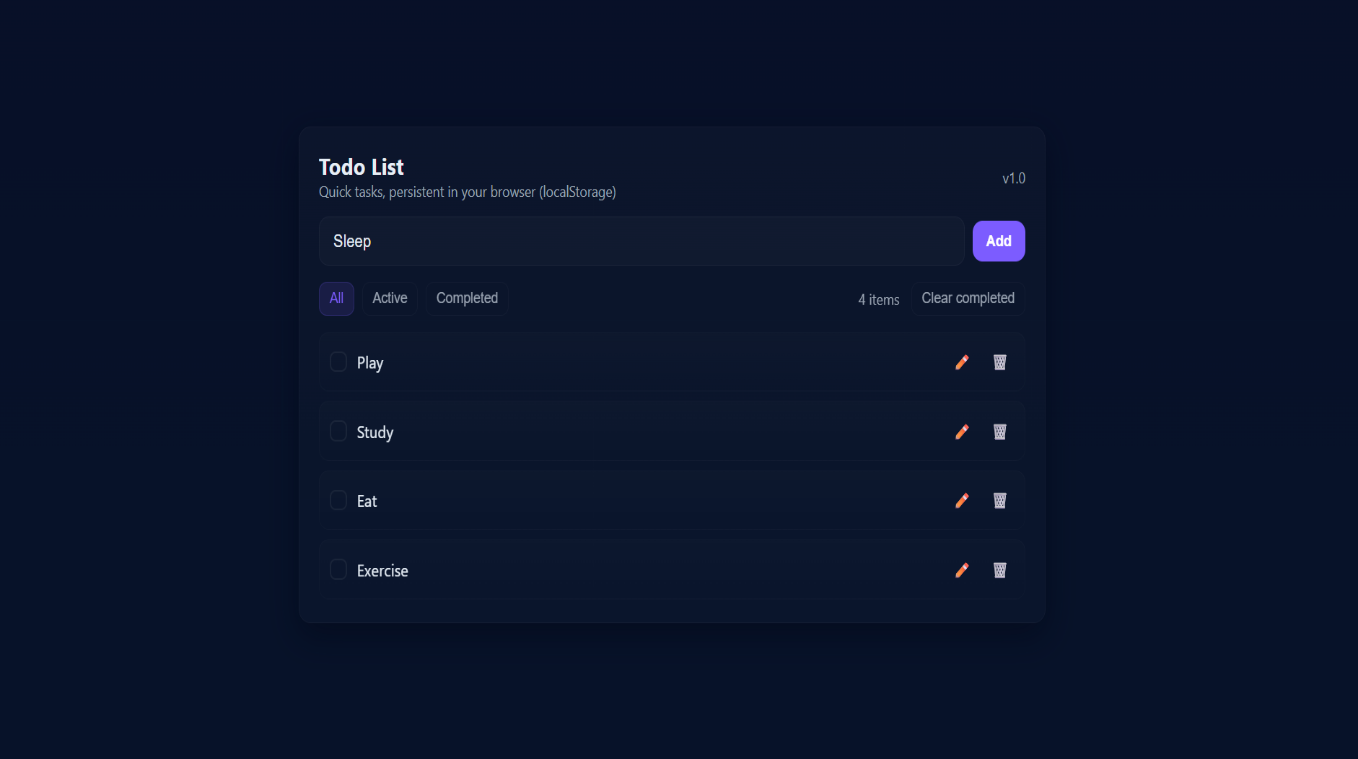 Todo List
Quick tasks, persistent in your browser (localStorage)
v1.0
Sleep
Add
All Active Completed 4 items Clear completed
Play
Study
Eat
Exercise